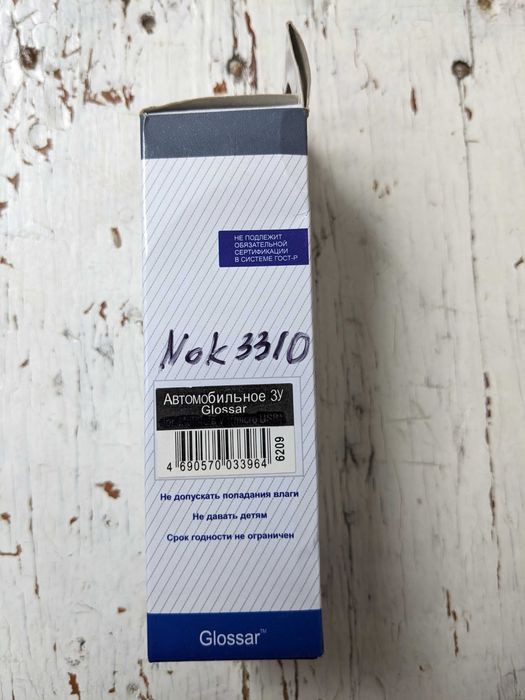 НЕ ПОДЛЕЖИТ
ОБЯЗАТЕЛЬНОЙ
СЕРТИФИКАЦИИ
В СИСТЕМЕ ГОСТ-Р
Nok 3310
Автомобильное ЗУ
Glossar
4 690570 033964
6209
Не допускать попадания влаги
Не давать детям
Срок годности не ограничен
Glossar™